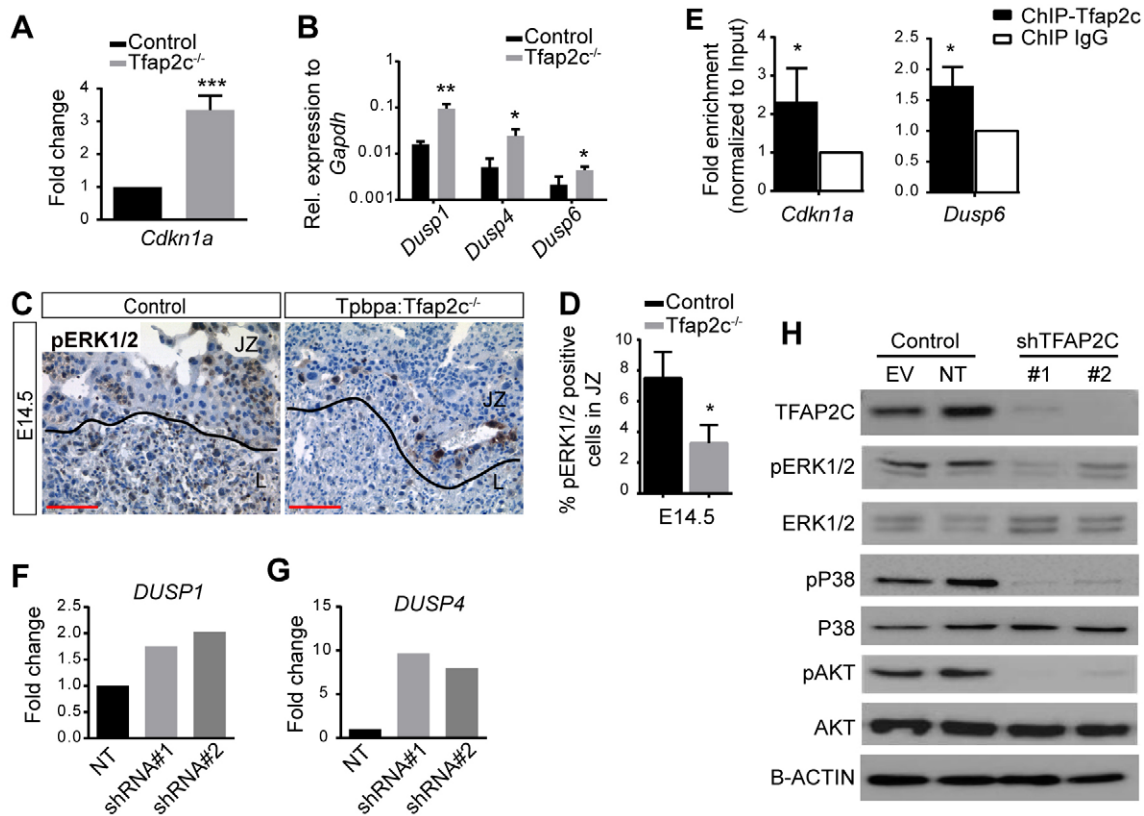 A
Control
Tfap2c-/-
Fold change
4
3
2
1
0
***
Cdkn1a
B
Control
Tfap2c-/-
Rel. expression to
Gapdh
1
0.1
0.01
0.001
**
*
*
Dusp1
Dusp4
Dusp6
E
ChIP-Tfap2c
ChIP IgG
Fold enrichment
(normalized to Input)
4
3
2
1
0
*
Cdkn1a
2.5
2.0
1.5
1.0
0.5
0.0
*
Dusp6
C
Control
Tpbpa:Tfap2c-/-
E14.5
pERK1/2
JZ
L
JZ
L
D
Control
Tfap2c-/-
% pERK1/2 positive
cells in JZ
10
8
6
4
2
0
*
E14.5
F
DUSP1
Fold change
2.5
2.0
1.5
1.0
0.5
0.0
NT
shRNA#1
shRNA#2
G
DUSP4
Fold change
15
10
5
0
NT
shRNA#1
shRNA#2
H
Control
shTFAP2C
EV
NT
#1
#2
TFAP2C
pERK1/2
ERK1/2
pP38
P38
pAKT
AKT
B-ACTIN